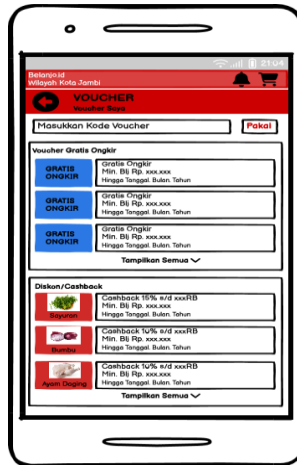 21:04
Belanjo.id
Wilayah Kota Jambi
VOUCHER
Voucher Saya
Masukkan Kode Voucher
Pakai
Voucher Gratis Ongkir
GRATIS ONGKIR
Gratis Ongkir
Min. Blj Rp. xxx.xxx
Hingga Tanggal. Bulan. Tahun
GRATIS ONGKIR
Gratis Ongkir
Min. Blj Rp. xxx.xxx
Hingga Tanggal. Bulan. Tahun
GRATIS ONGKIR
Gratis Ongkir
Min. Blj Rp. xxx.xxx
Hingga Tanggal. Bulan. Tahun
Tampilkan Semua
Diskon/Cashback
Sayuran
Cashback 15% s/d xxxRB
Min. Blj Rp. xxx.xxx
Hingga Tanggal. Bulan. Tahun
Bumbu
Cashback 10% s/d xxxRB
Min. Blj Rp. xxx.xxx
Hingga Tanggal. Bulan. Tahun
Ayam Daging
Cashback 10% s/d xxxRB
Min. Blj Rp. xxx.xxx
Hingga Tanggal. Bulan. Tahun
Tampilkan Semua